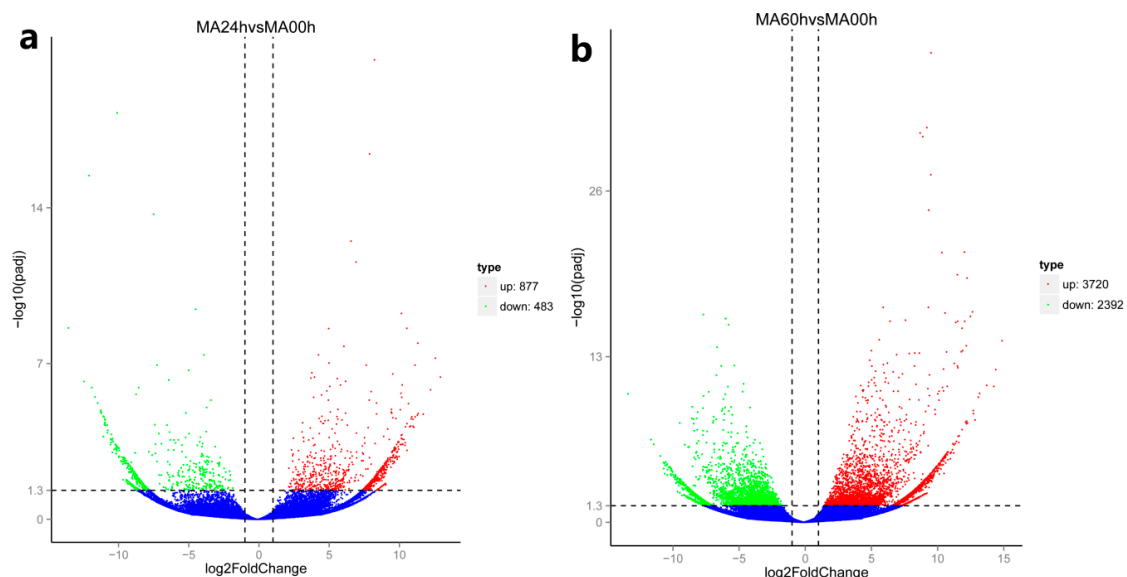 a
MA24hvsMA00h
14
7
1.3
0
−log10(padj)
−10
−5
0
5
10
log2FoldChange
type
up: 877
down: 483
b
MA60hvsMA00h
26
13
1.3
0
−log10(padj)
−10
−5
0
5
10
15
log2FoldChange
type
up: 3720
down: 2392